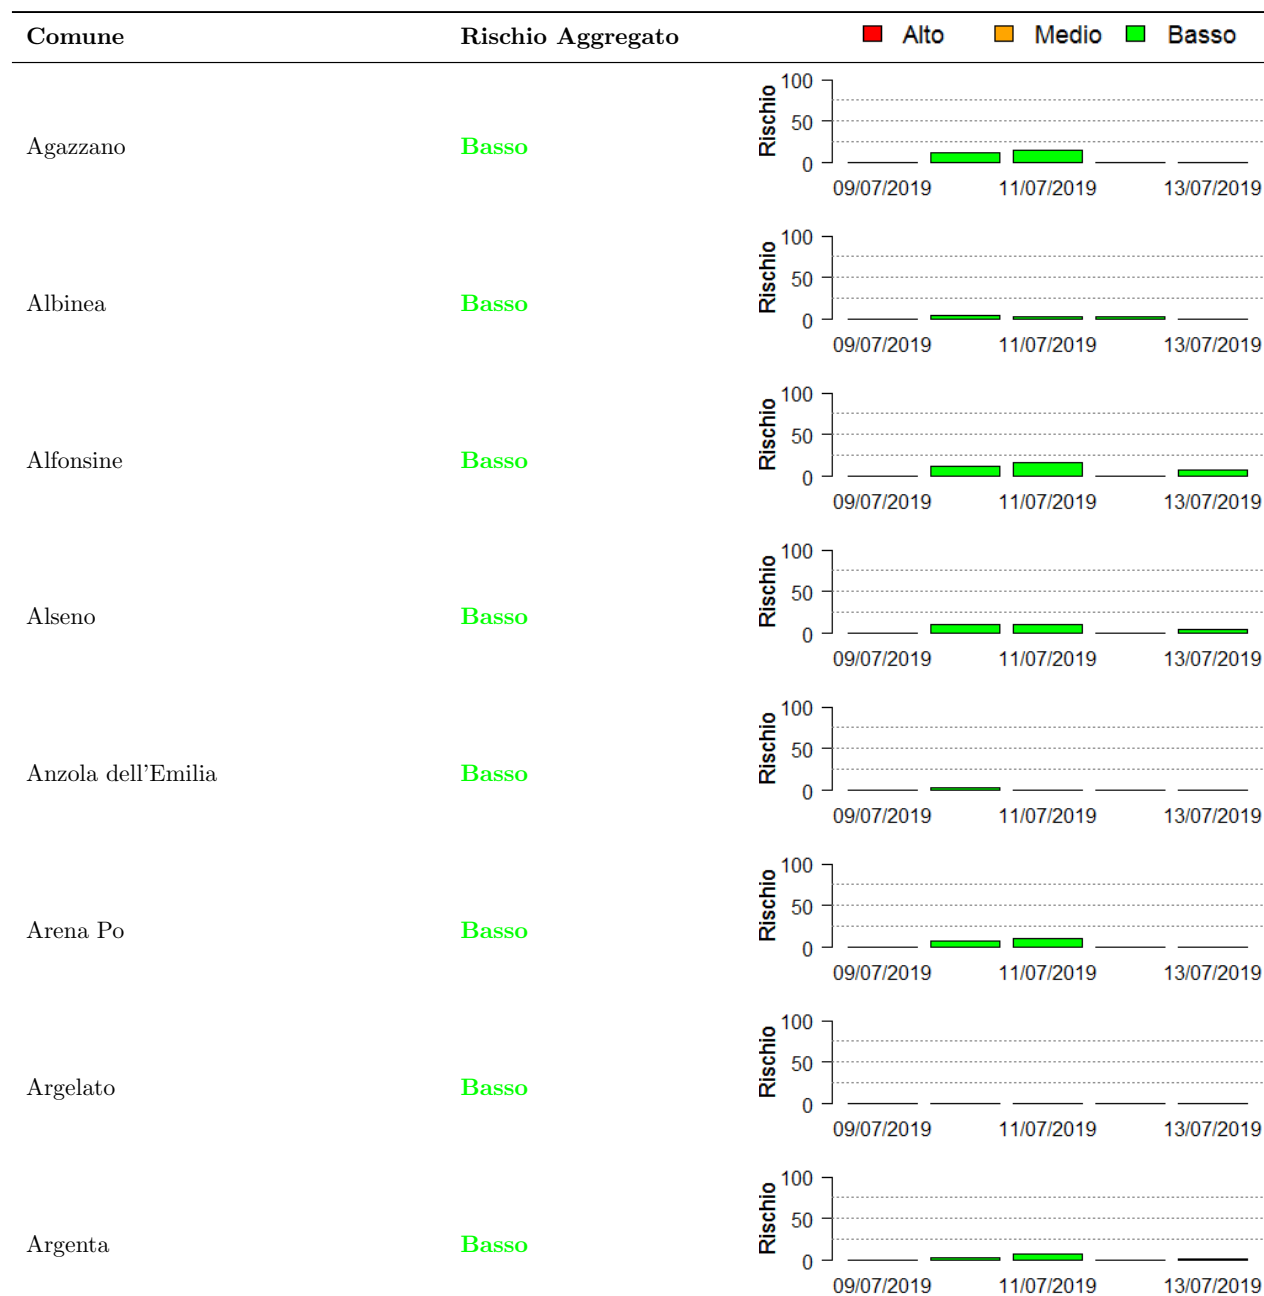 Comune Rischio Aggregato Alto Medio Basso
Agazzano Basso Rischio 0 50 100
09/07/2019 11/07/2019 13/07/2019
Albinea Basso Rischio 0 50 100
09/07/2019 11/07/2019 13/07/2019
Alfonsine Basso Rischio 0 50 100
09/07/2019 11/07/2019 13/07/2019
Alseno Basso Rischio 0 50 100
09/07/2019 11/07/2019 13/07/2019
Anzola dell'Emilia Basso Rischio 0 50 100
09/07/2019 11/07/2019 13/07/2019
Arena Po Basso Rischio 0 50 100
09/07/2019 11/07/2019 13/07/2019
Argelato Basso Rischio 0 50 100
09/07/2019 11/07/2019 13/07/2019
Argenta Basso Rischio 0 50 100
09/07/2019 11/07/2019 13/07/2019